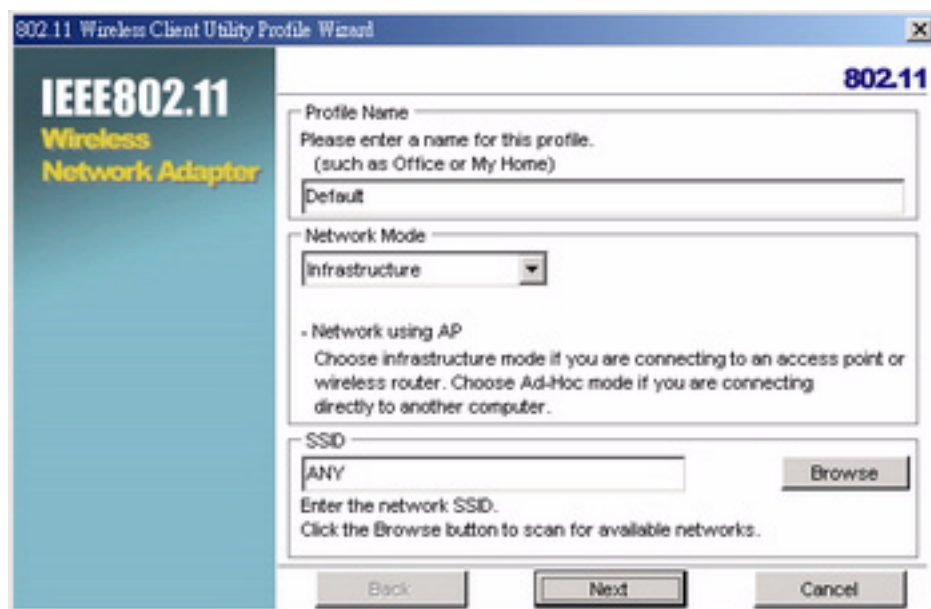 802.11 Wireless Client Utility Profile Wizard
IEEE802.11
Wireless
Network Adapter
802.11
Profile Name
Please enter a name for this profile.
(such as Office or My Home)
Default
Network Mode
Infrastructure
- Network using AP
Choose infrastructure mode if you are connecting to an access point or
wireless router. Choose Ad-Hoc mode if you are connecting
directly to another computer.
SSID
ANY
Browse
Enter the network SSID.
Click the Browse button to scan for available networks.
Back
Next
Cancel